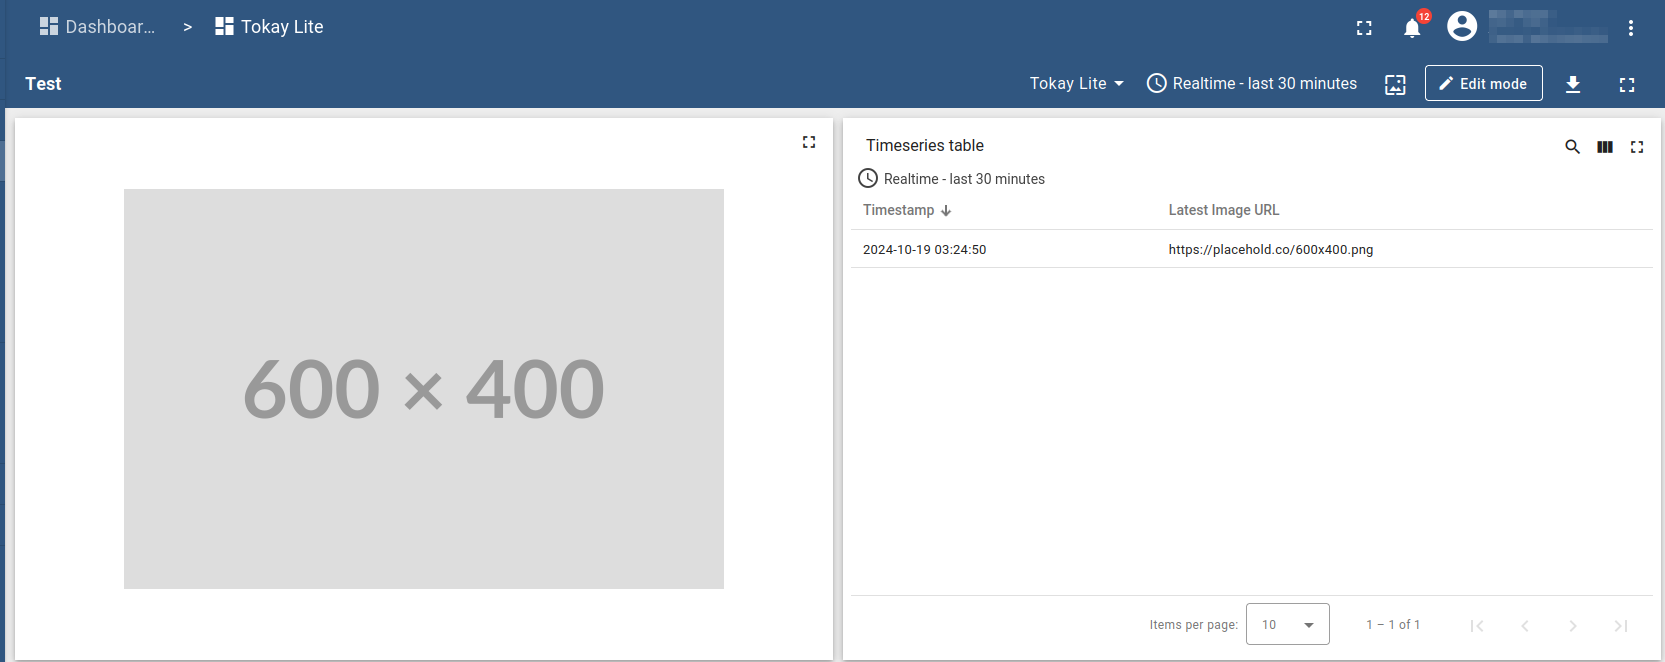 Dashboar... > Tokay Lite
12
Test
Tokay Lite Realtime - last 30 minutes Edit mode
600 × 400
Timeseries table
Realtime - last 30 minutes
Timestamp Latest Image URL
2024-10-19 03:24:50 https://placehold.co/600x400.png
Items per page: 10 1 – 1 of 1